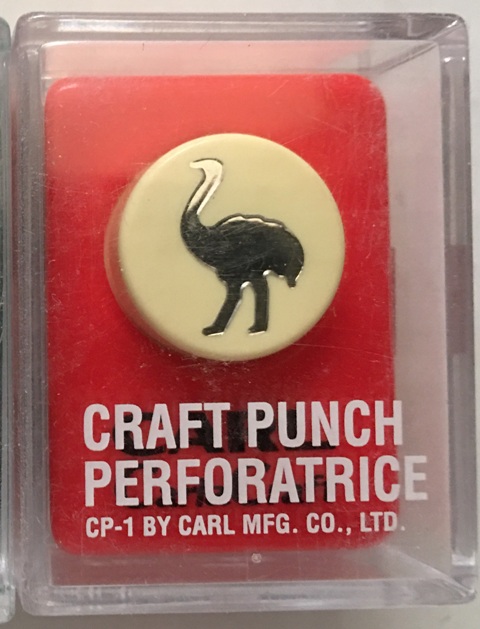 CRAFT PUNCH
PERFORATRICE
CP-1 BY CARL MFG. CO., LTD.